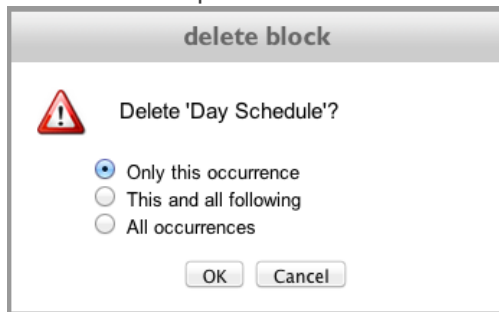 delete block
Delete 'Day Schedule'?
Only this occurrence
This and all following
All occurrences
OK Cancel